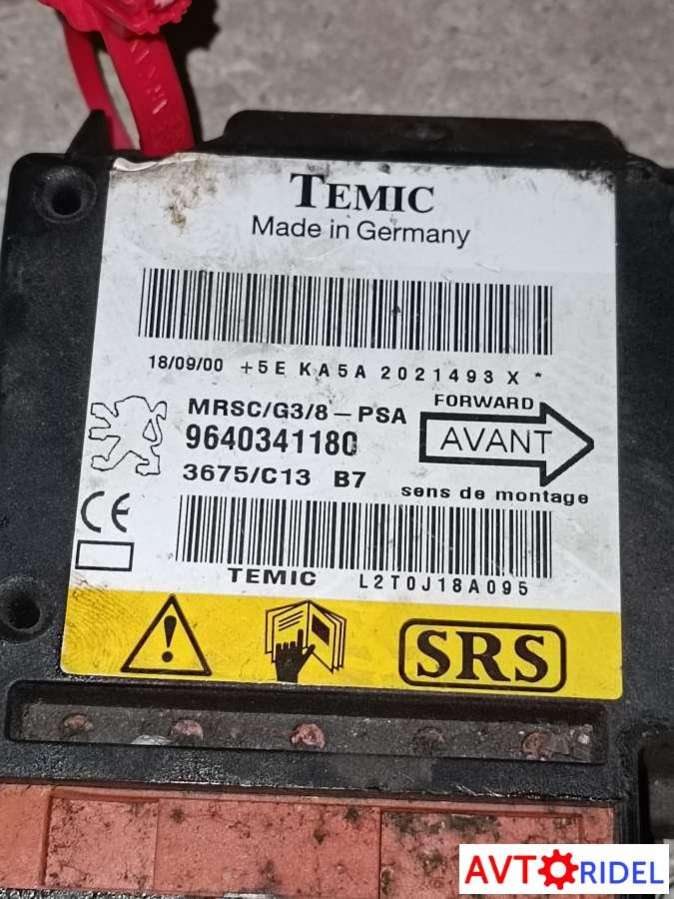 TEMIC
Made in Germany
18/09/00 +5E KA5A 2021493 X *
MRSC/G3/8-PSA
9640341180
3675/C13 B7
FORWARD
AVANT
sens de montage
CE
TEMIC L2T0J18A095
SRS
AVTORIDEL